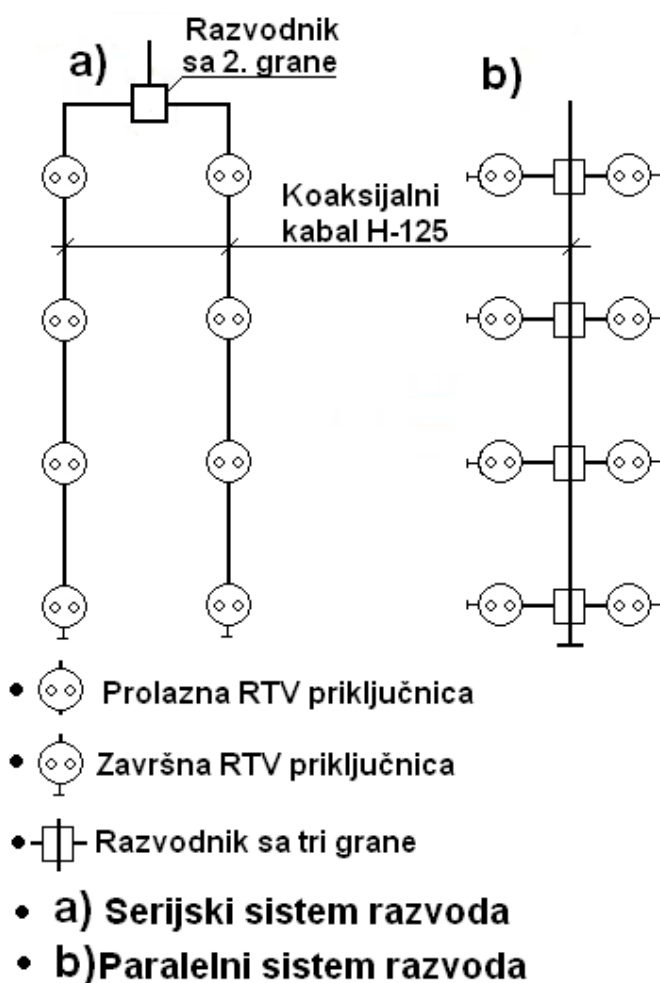 a)
Razvodnik
sa 2. grane
b)
Koaksijalni
kabal H-125
• Prolazna RTV priključnica
• Završna RTV priključnica
• Razvodnik sa tri grane
• a) Serijski sistem razvoda
• b)Paralelni sistem razvoda